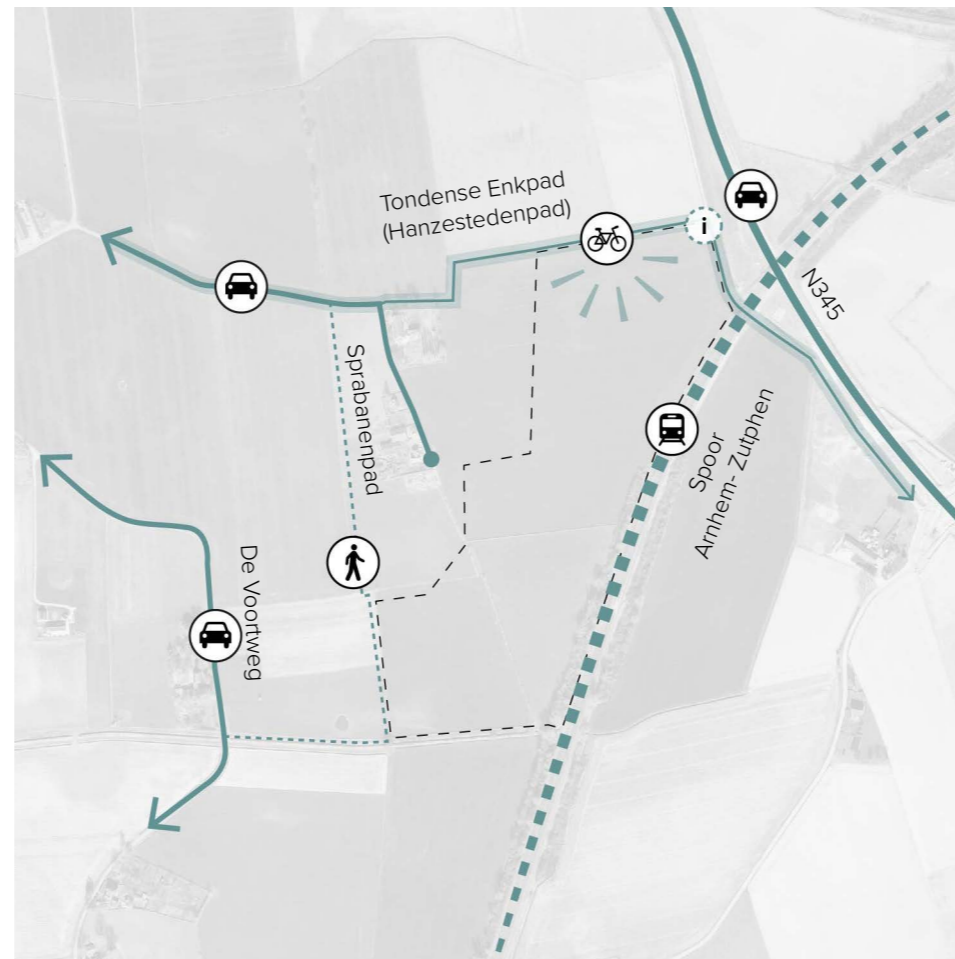 Tondense Enkpad
(Hanzestedenpad)
i
N345
Sprabanenpad
Spoor
Arnhem- Zutphen
De Voortweg